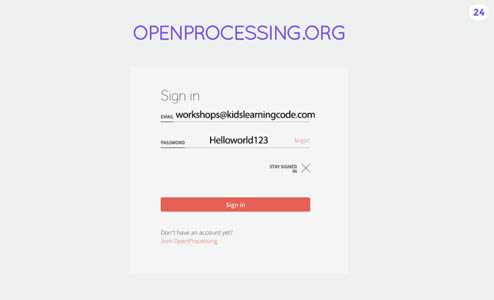 24
OPENPROCESSING.ORG
Sign in
EMAIL workshops@kidslearningcode.com
PASSWORD Helloworld123 forgot?
STAY SIGNED
IN
Sign in
Don't have an account yet?
Join OpenProcessing